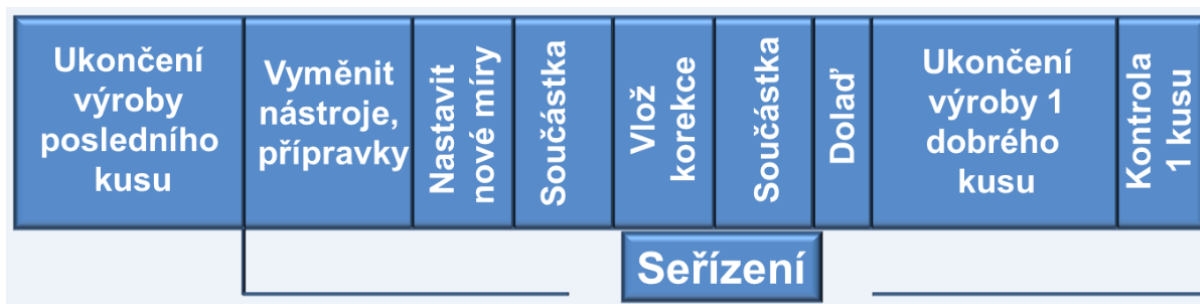 Ukončení
výroby
posledního
kusu
Vyměnit
nástroje,
přípravky
Nastavit
nové míry
Součástka
Vlož
korekce
Součástka
Dolaď
Ukončení
výroby 1
dobrého
kusu
Kontrola
1 kusu
Seřízení